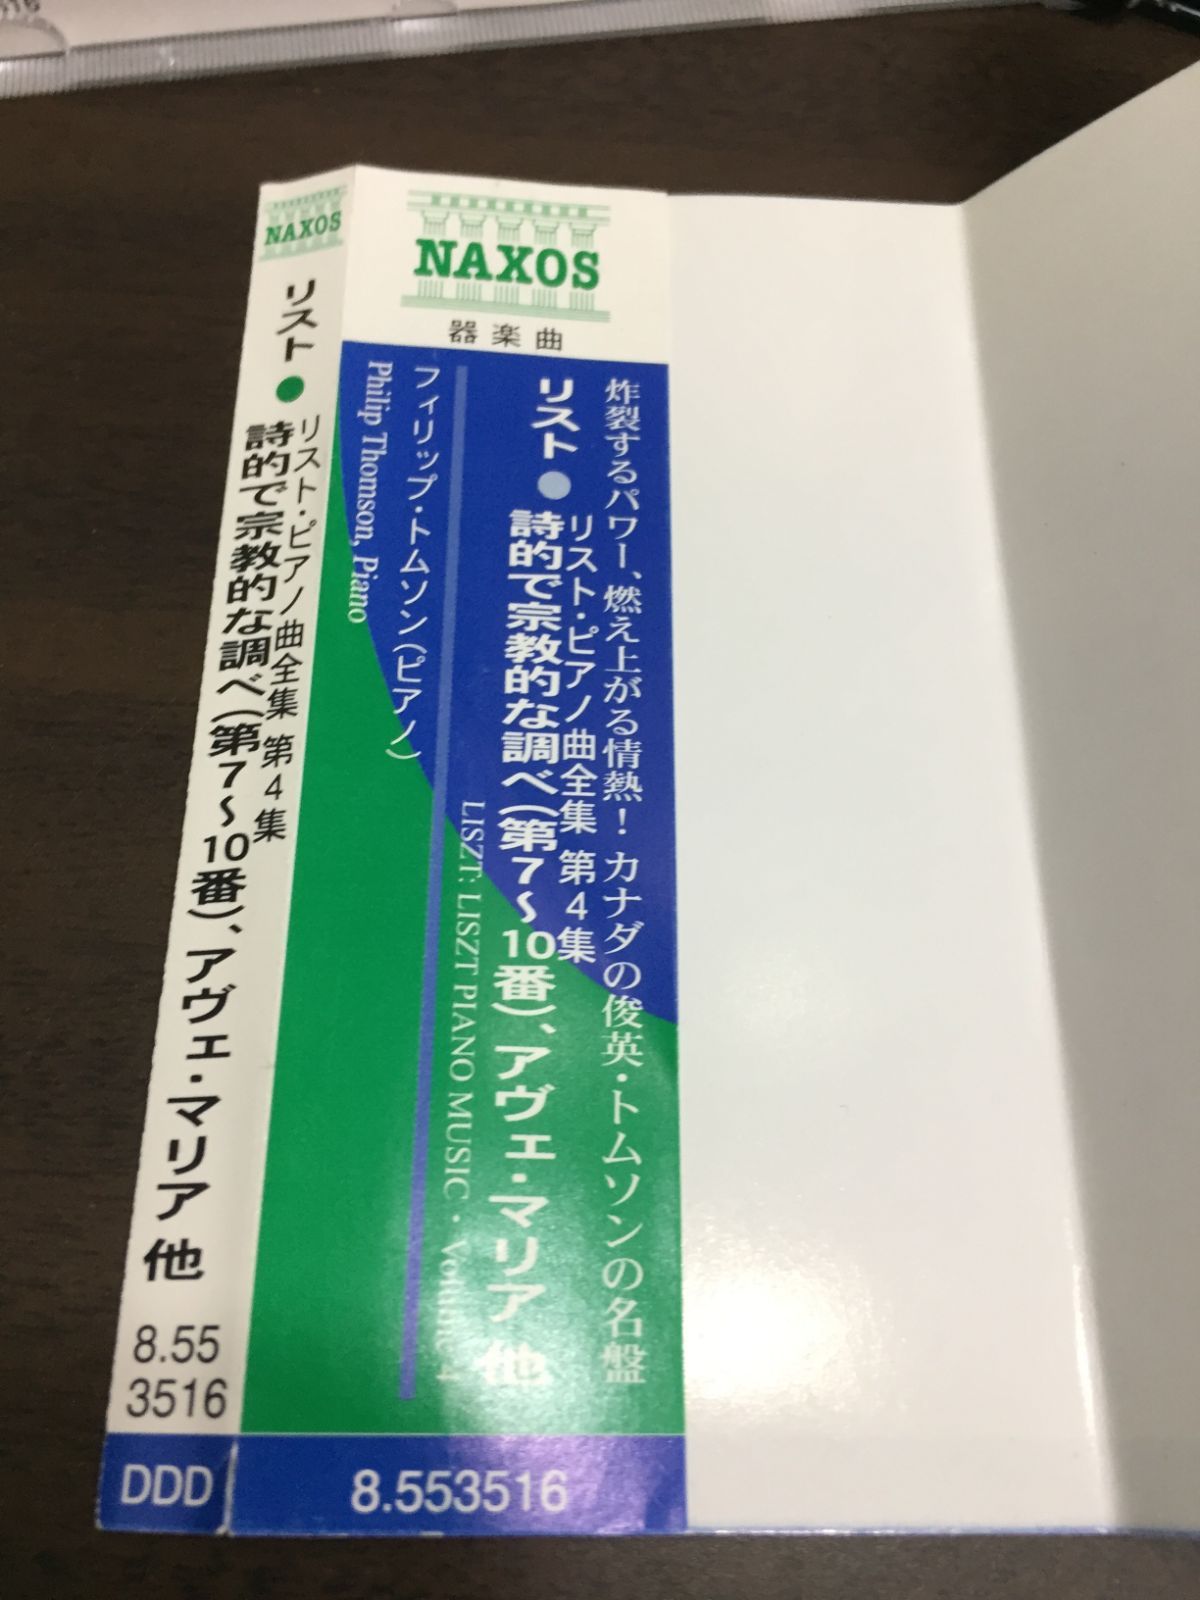 NAXOS
リスト●
リスト・ピアノ曲全集 第4集
詩的で宗教的な調べ(第7〜10番)、アヴェ・マリア 他
8.55
3516
DDD
NAXOS
器楽曲
炸裂するパワー、燃え上がる情熱!カナダの俊英・トムソンの名盤
リスト●
リスト・ピアノ曲全集 第4集
詩的で宗教的な調べ(第7〜10番)、アヴェ・マリア 他
LISZT: LISZT PIANO MUSIC・Volume 4
フィリップ・トムソン(ピアノ)
Philip Thomson, Piano
8.553516